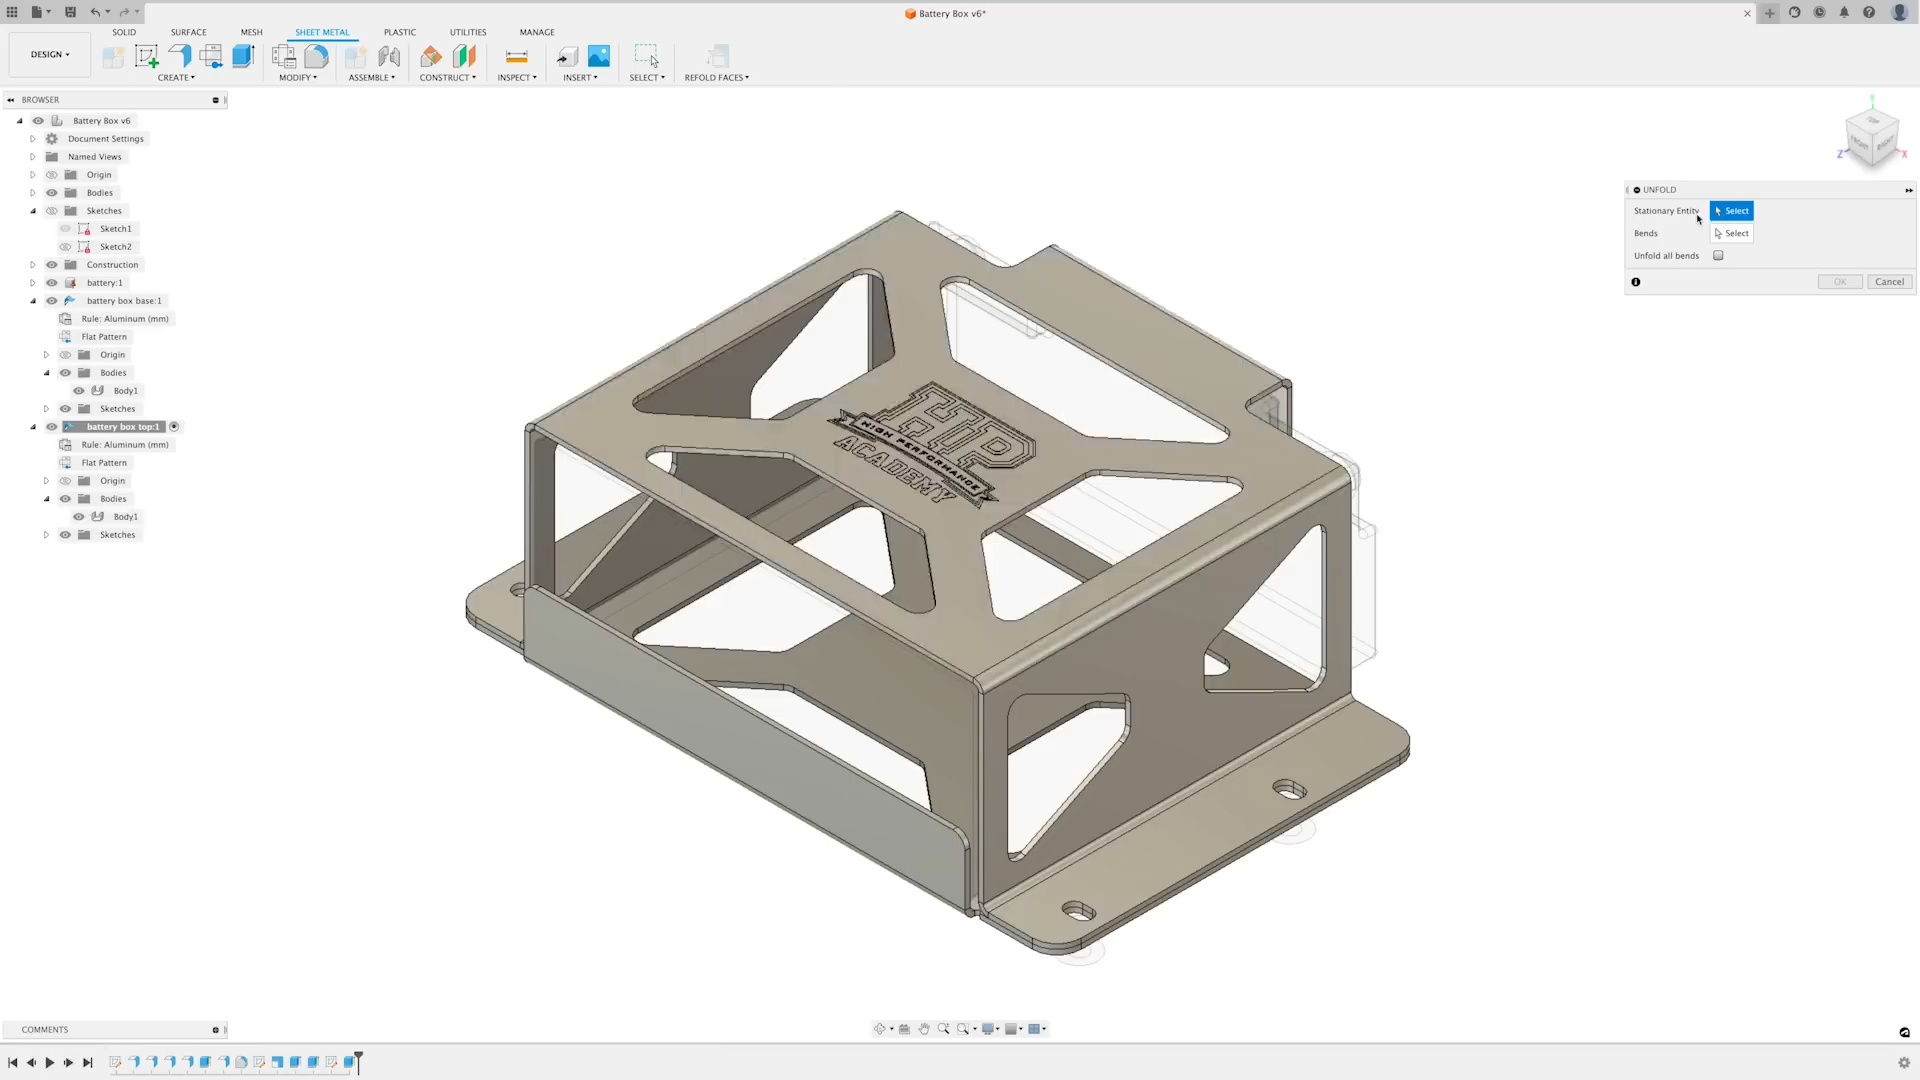 Battery Box v6*
DESIGN
SOLID
SURFACE
MESH
SHEET METAL
PLASTIC
UTILITIES
MANAGE
CREATE
MODIFY
ASSEMBLE
CONSTRUCT
INSPECT
INSERT
SELECT
REFOLD FACES
BROWSER
Battery Box v6
Document Settings
Named Views
Origin
Bodies
Sketches
Sketch1
Sketch2
Construction
battery:1
battery box base:1
Rule: Aluminum (mm)
Flat Pattern
Origin
Bodies
Body1
Sketches
battery box top:1
Rule: Aluminum (mm)
Flat Pattern
Origin
Bodies
Body1
Sketches
HP
HIGH PERFORMANCE
ACADEMY
TOP
FRONT
RIGHT
Y
Z
X
UNFOLD
Stationary Entity
Select
Bends
Select
Unfold all bends
OK
Cancel
COMMENTS